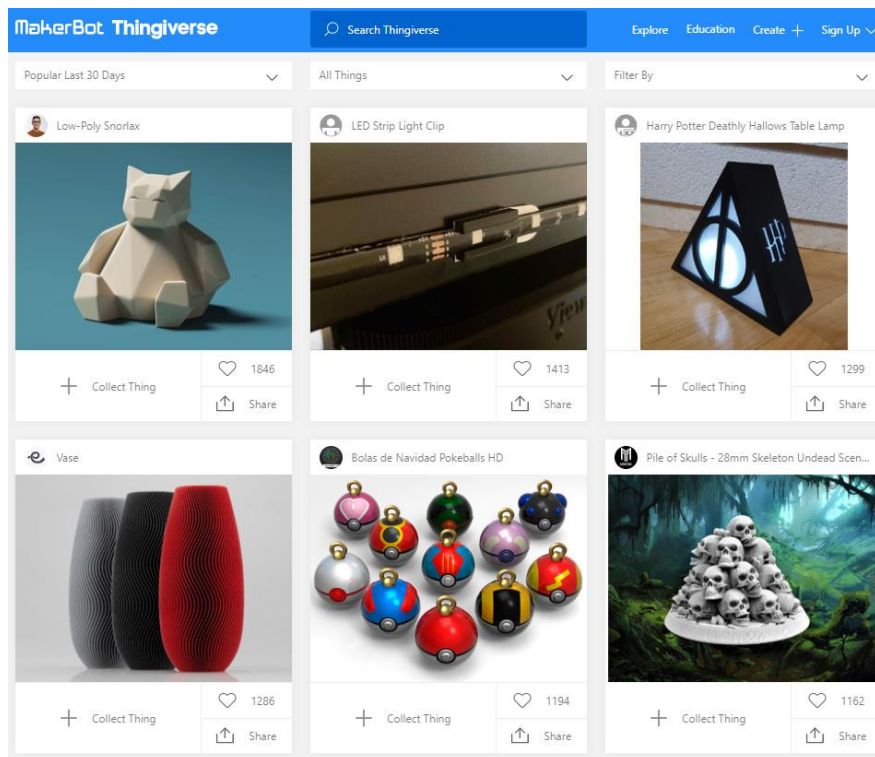 MakerBot Thingiverse
Search Thingiverse
Explore Education Create Sign Up
Popular Last 30 Days
All Things
Filter By
Low-Poly Snorlax
LED Strip Light Clip
Harry Potter Deathly Hallows Table Lamp
View
HP
Collect Thing
1846
Share
Collect Thing
1413
Share
Collect Thing
1299
Share
Vase
Bolas de Navidad Pokeballs HD
Pile of Skulls - 28mm Skeleton Undead Scen...
Collect Thing
1286
Share
Collect Thing
1194
Share
Collect Thing
1162
Share